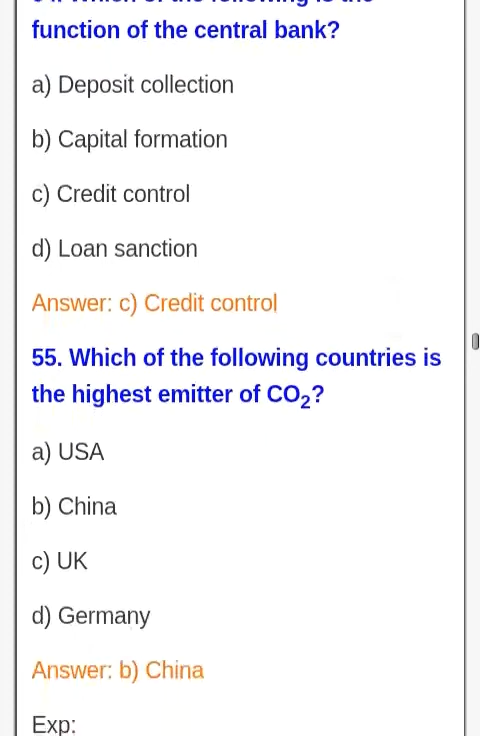 function of the central bank?
a) Deposit collection
b) Capital formation
c) Credit control
d) Loan sanction
Answer: c) Credit control
55. Which of the following countries is
the highest emitter of CO₂?
a) USA
b) China
c) UK
d) Germany
Answer: b) China
Exp: